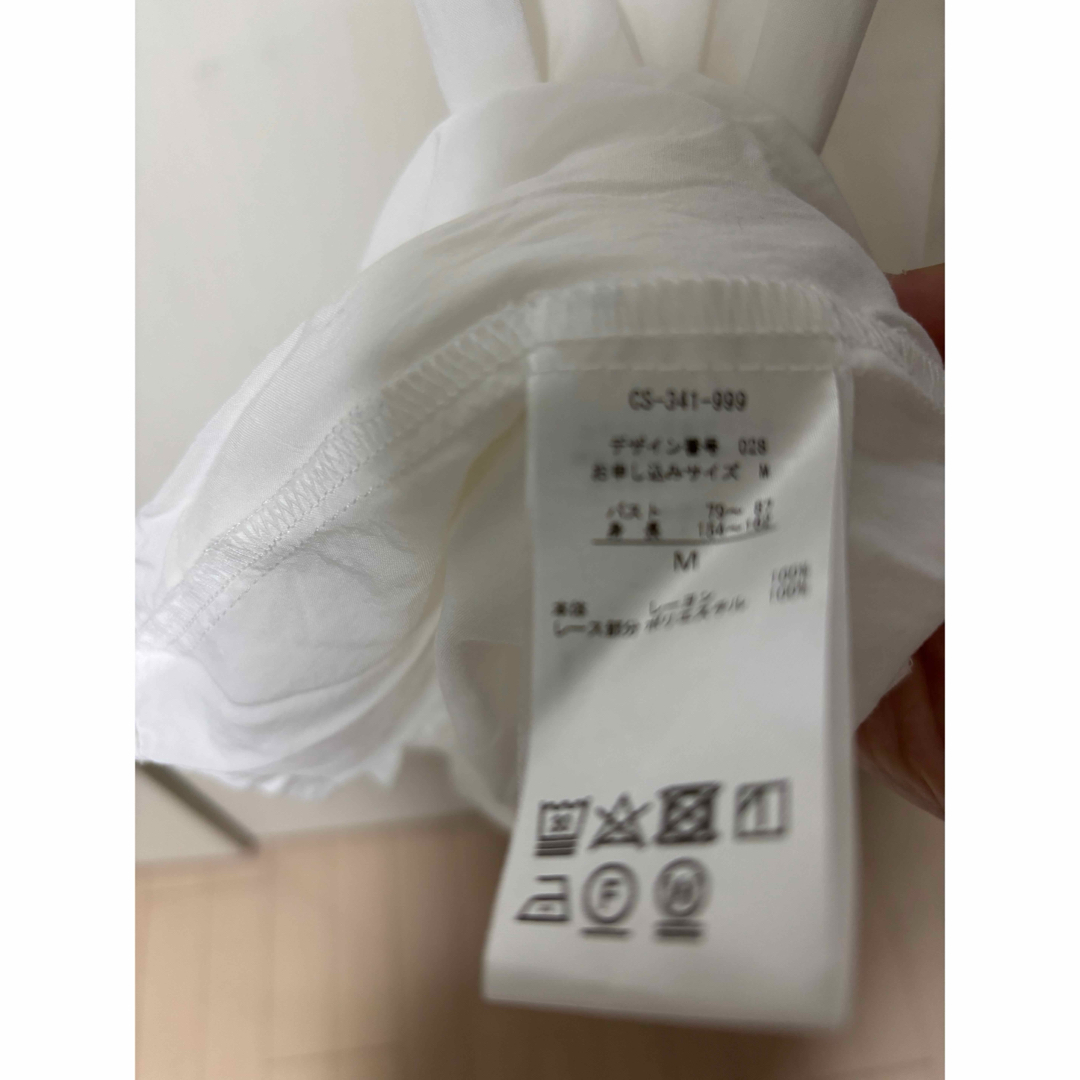 CS-341-999
デザイン番号 028
お申し込みサイズ M
バスト 79～ 87
身 長 154～162
M
本体 レーヨン 100%
レース部分 ポリエステル 100%
30
F
W